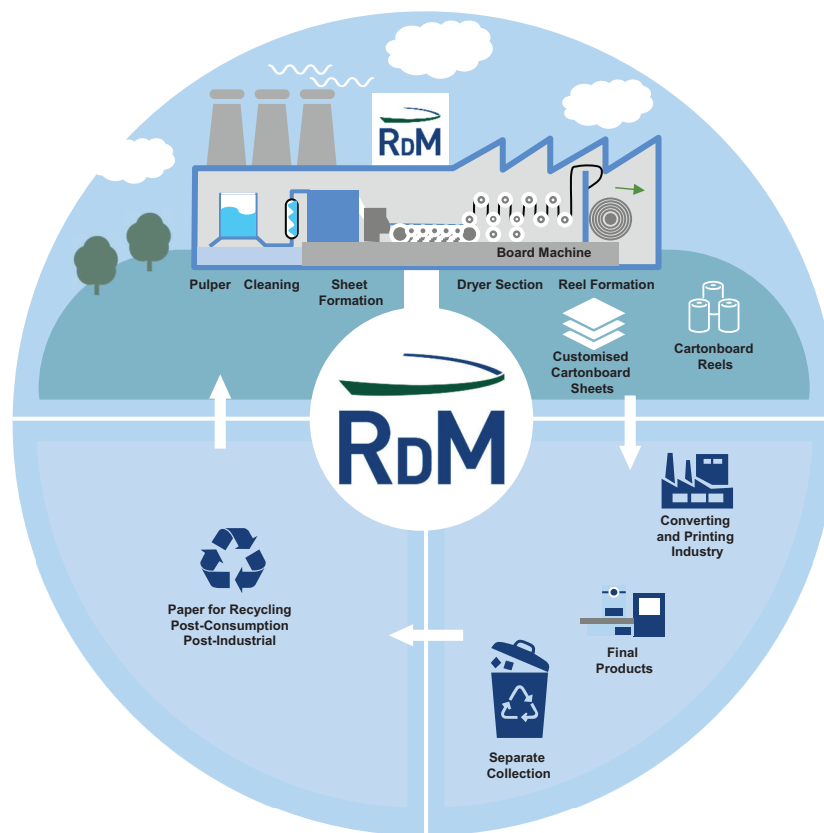 RDM
Board Machine
Pulper
Cleaning
Sheet
Formation
Dryer Section
Reel Formation
Customised
Cartonboard
Sheets
Cartonboard
Reels
RDM
Converting
and Printing
Industry
Paper for Recycling
Post-Consumption
Post-Industrial
Final
Products
Separate
Collection